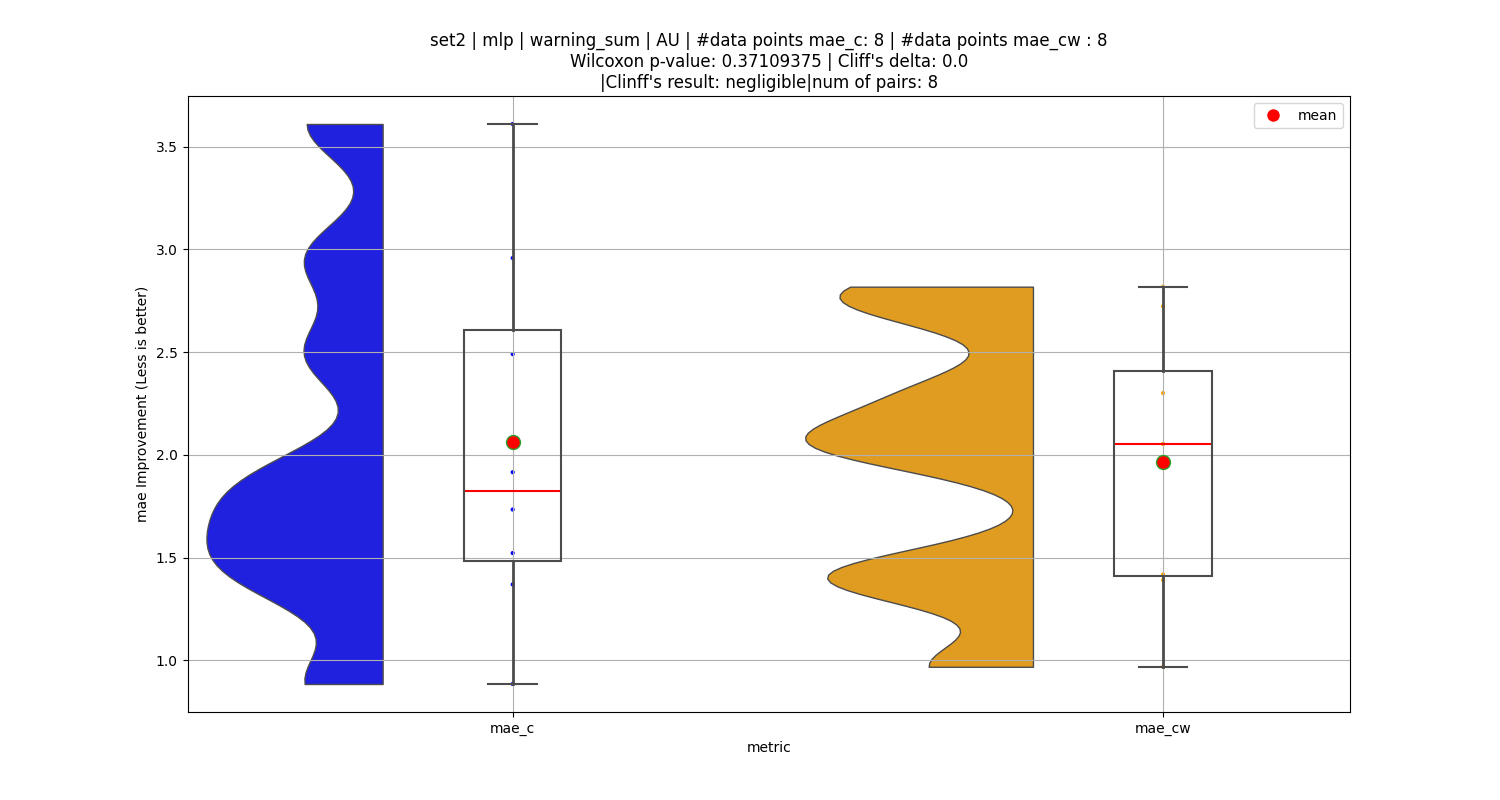 set2 | mlp | warning_sum | AU | #data points mae_c: 8 | #data points mae_cw : 8
Wilcoxon p-value: 0.37109375 | Cliff's delta: 0.0
|Clinff's result: negligible|num of pairs: 8
mean
3.5
3.0
2.5
2.0
1.5
1.0
mae Improvement (Less is better)
mae_c
mae_cw
metric